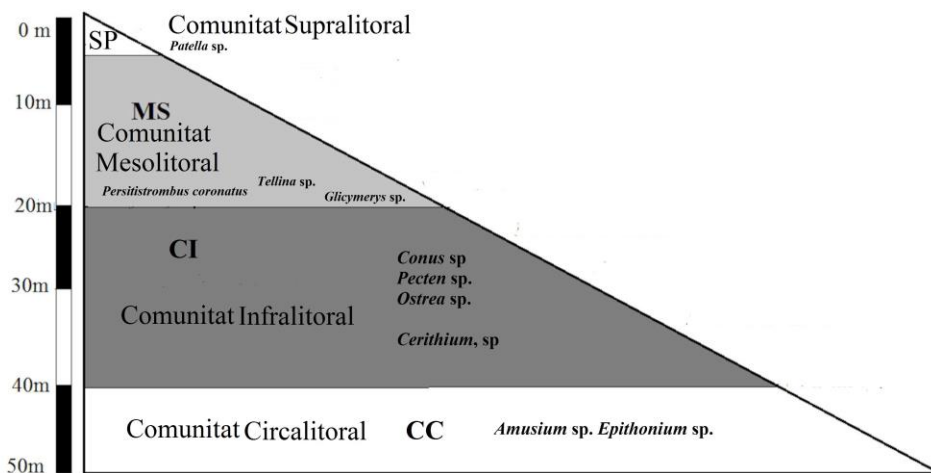 0 m
SP
Comunitat Supralitoral
Patella sp.
10m
MS
Comunitat
Mesolitoral
Persitistrombus coronatus
Tellina sp.
Glicymerys sp.
20m
CI
Conus sp
Pecten sp.
Ostrea sp.
30m
Comunitat Infralitoral
Cerithium, sp
40m
Comunitat Circalitoral CC Amusium sp. Epithonium sp.
50m